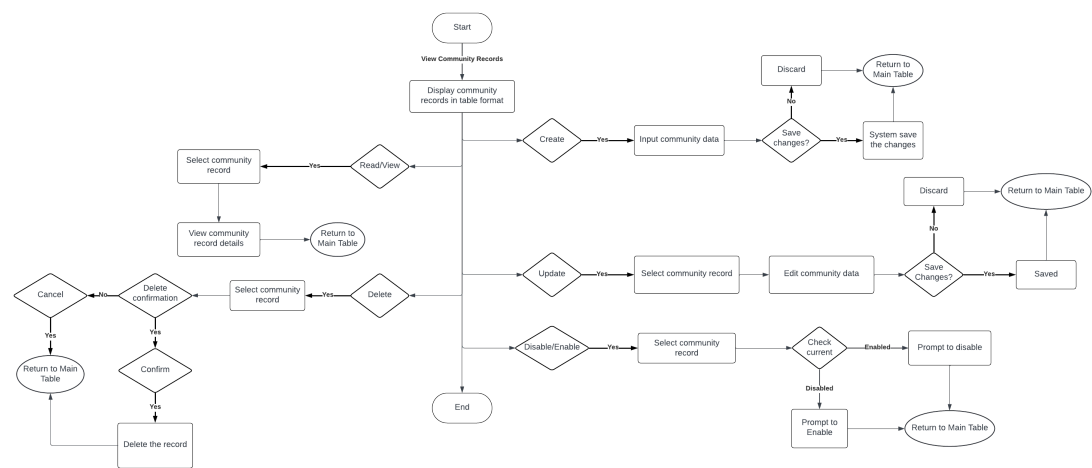 Start
View Community Records
Display community
records in table format
Discard
Return to
Main Table
No
Create
Yes
Input community data
Save
changes?
Yes
System save
the changes
Select community
record
Yes
Read/View
View community
record details
Return to
Main Table
Discard
Return to Main Table
No
Update
Yes
Select community record
Edit community data
Save
Changes?
Yes
Saved
Cancel
No
Delete
confirmation
Select community
record
Yes
Delete
Yes
Yes
Return to Main
Table
Confirm
Yes
Delete the record
Disable/Enable
Yes
Select community
record
Check
current
Enabled
Prompt to disable
Disabled
Prompt to
Enable
Return to Main Table
End